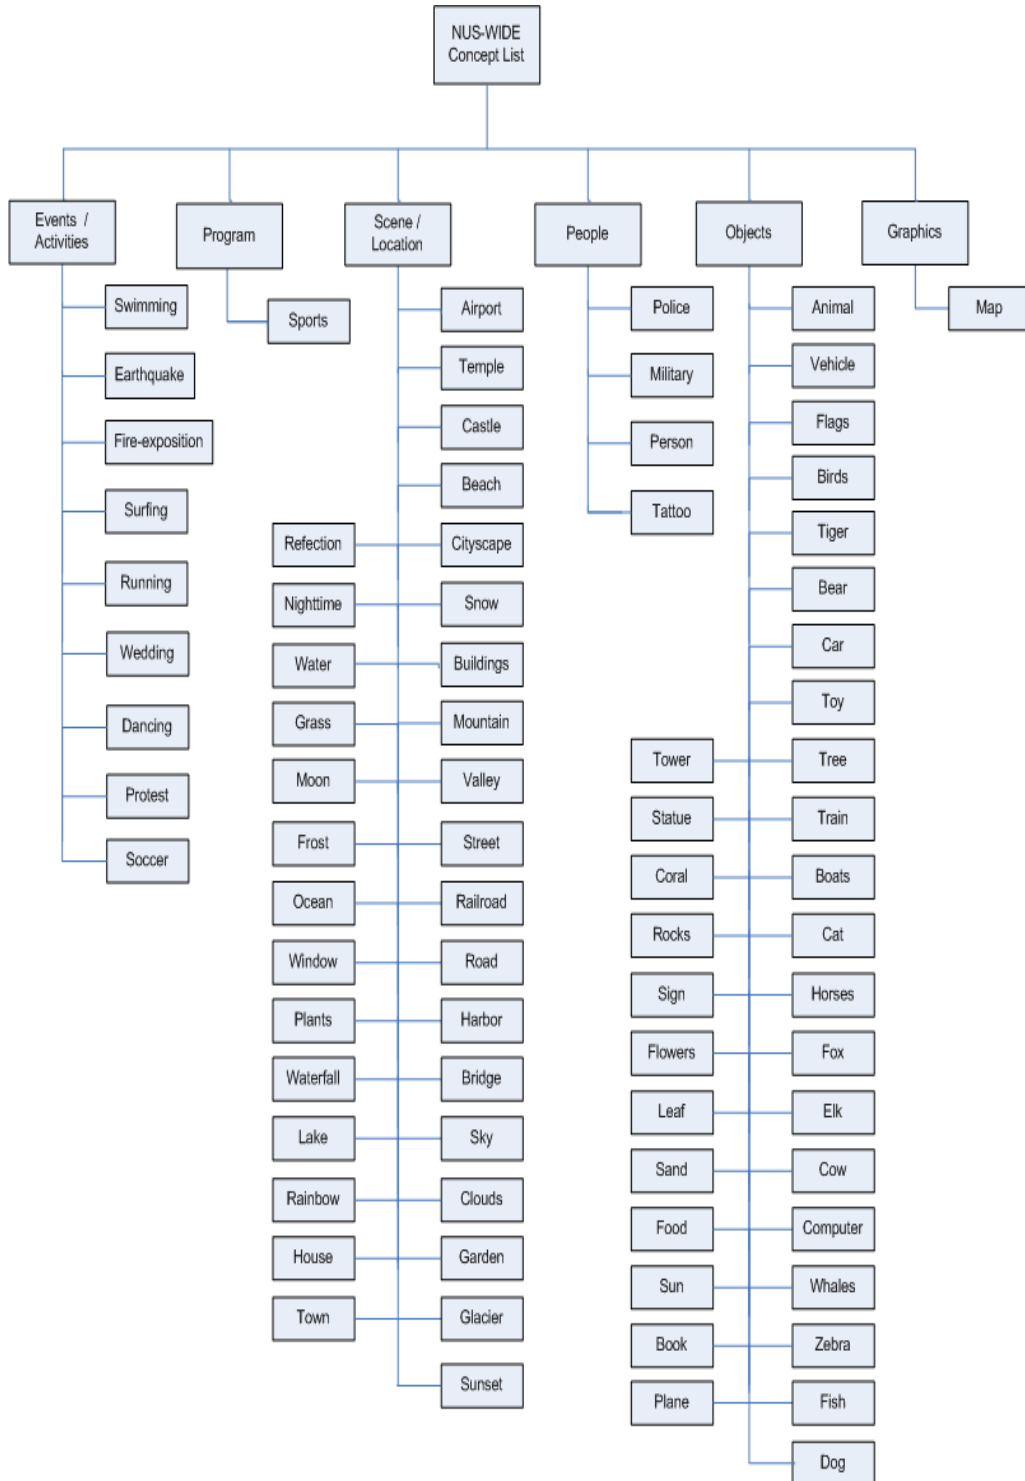 NUS-WIDE
Concept List
Events /
Activities
Program
Scene /
Location
People
Objects
Graphics
Swimming
Earthquake
Fire-exposition
Surfing
Running
Wedding
Dancing
Protest
Soccer
Sports
Airport
Temple
Castle
Beach
Refection
Cityscape
Nighttime
Snow
Water
Buildings
Grass
Mountain
Moon
Valley
Frost
Street
Ocean
Railroad
Window
Road
Plants
Harbor
Waterfall
Bridge
Lake
Sky
Rainbow
Clouds
House
Garden
Town
Glacier
Sunset
Police
Military
Person
Tattoo
Animal
Vehicle
Flags
Birds
Tiger
Bear
Car
Toy
Tower
Tree
Statue
Train
Coral
Boats
Rocks
Cat
Sign
Horses
Flowers
Fox
Leaf
Elk
Sand
Cow
Food
Computer
Sun
Whales
Book
Zebra
Plane
Fish
Dog
Map